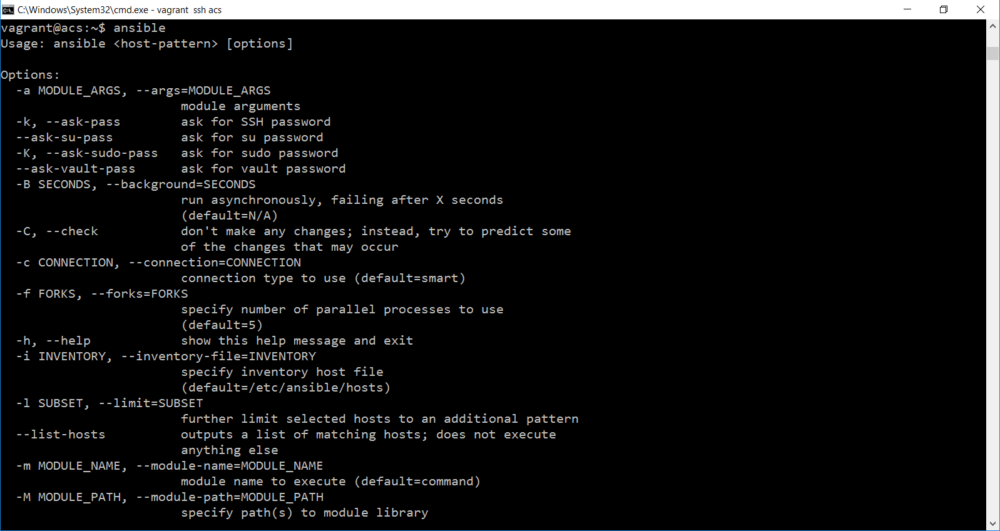 C:\Windows\System32\cmd.exe - vagrant  ssh acs
vagrant@acs:~$ ansible
Usage: ansible <host-pattern> [options]

Options:
  -a MODULE_ARGS, --args=MODULE_ARGS
                        module arguments
  -k, --ask-pass        ask for SSH password
  --ask-su-pass         ask for su password
  -K, --ask-sudo-pass   ask for sudo password
  --ask-vault-pass      ask for vault password
  -B SECONDS, --background=SECONDS
                        run asynchronously, failing after X seconds
                        (default=N/A)
  -C, --check           don't make any changes; instead, try to predict some
                        of the changes that may occur
  -c CONNECTION, --connection=CONNECTION
                        connection type to use (default=smart)
  -f FORKS, --forks=FORKS
                        specify number of parallel processes to use
                        (default=5)
  -h, --help            show this help message and exit
  -i INVENTORY, --inventory-file=INVENTORY
                        specify inventory host file
                        (default=/etc/ansible/hosts)
  -l SUBSET, --limit=SUBSET
                        further limit selected hosts to an additional pattern
  --list-hosts          outputs a list of matching hosts; does not execute
                        anything else
  -m MODULE_NAME, --module-name=MODULE_NAME
                        module name to execute (default=command)
  -M MODULE_PATH, --module-path=MODULE_PATH
                        specify path(s) to module library